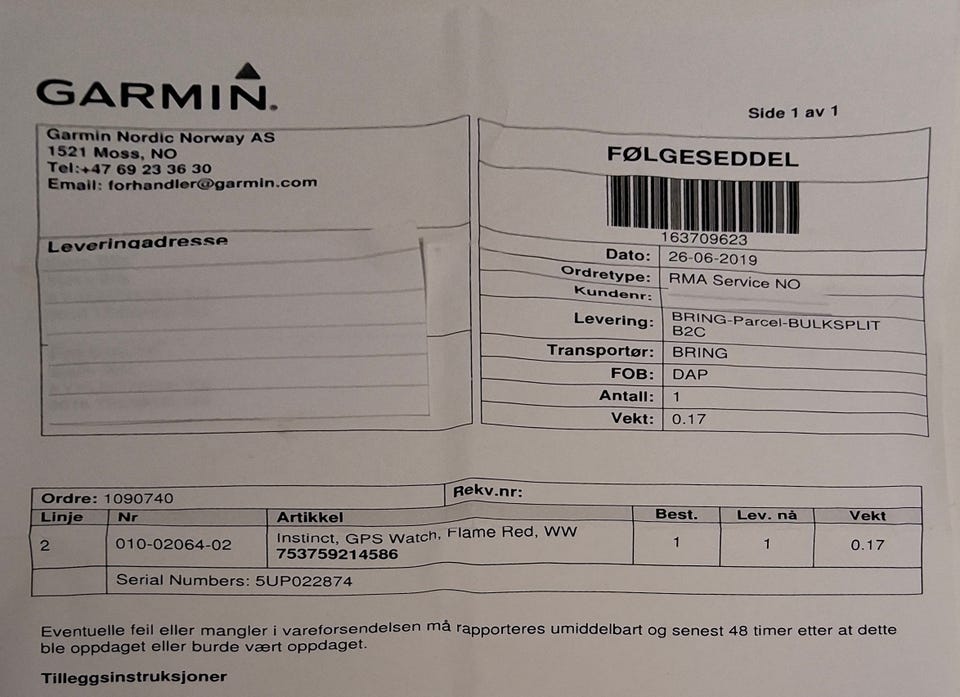 GARMIN
Side 1 av 1
Garmin Nordic Norway AS
1521 Moss, NO
Tel:+47 69 23 36 30
Email: forhandler@garmin.com
Leveringadresse
FØLGESEDDEL
163709623
Dato: 26-06-2019
Ordretype: RMA Service NO
Kundenr:
Levering: BRING-Parcel-BULKSPLIT
B2C
Transportør: BRING
FOB: DAP
Antall: 1
Vekt: 0.17
Ordre: 1090740 Rekv.nr:
Linje Nr Artikkel Best. Lev. nå Vekt
2 010-02064-02 Instinct, GPS Watch, Flame Red, WW 1 1 0.17
753759214586
Serial Numbers: 5UP022874
Eventuelle feil eller mangler i vareforsendelsen må rapporteres umiddelbart og senest 48 timer etter at dette
ble oppdaget eller burde vært oppdaget.
Tilleggsinstruksjoner